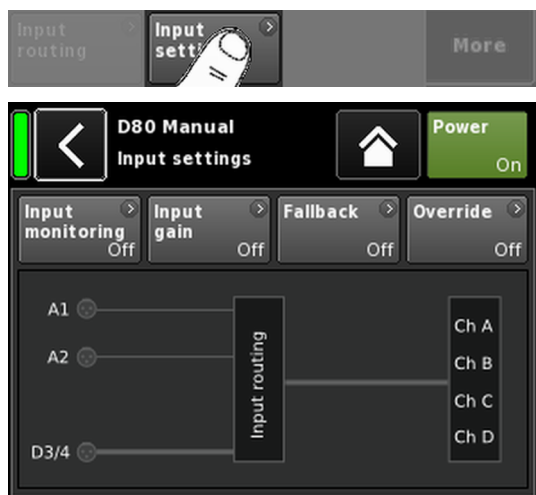 Input
routing
Input
setti
More
D80 Manual
Input settings
Power
On
Input
monitoring
Off
Input
gain
Off
Fallback
Off
Override
Off
A1
A2
D3/4
Input routing
Ch A
Ch B
Ch C
Ch D